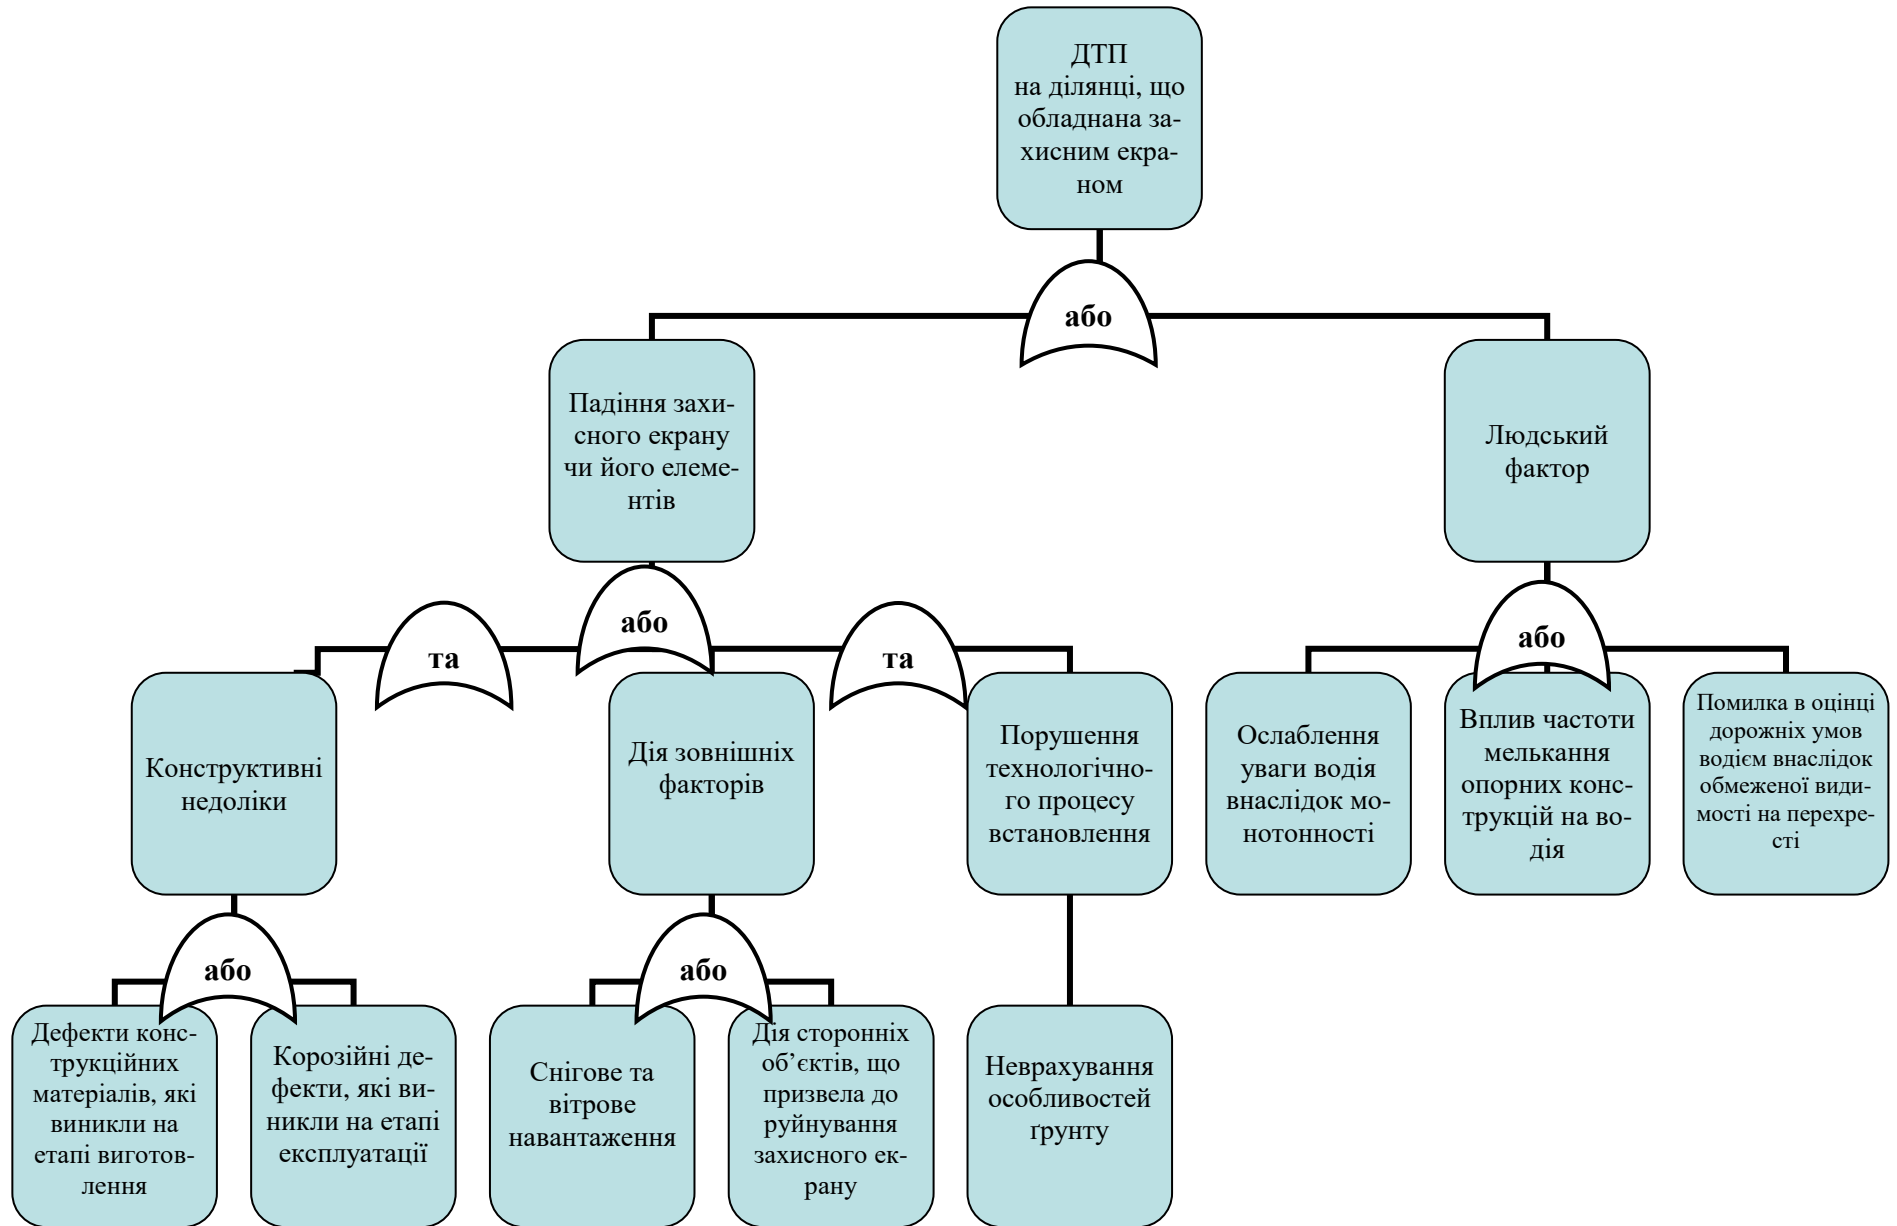 ДТП
на ділянці, що
обладнана за-
хисним екра-
ном
або
Падіння захи-
сного екрану
чи його елеме-
нтів
Людський
фактор
та
або
та
або
Конструктивні
недоліки
Дія зовнішніх
факторів
Порушення
технологічно-
го процесу
встановлення
Ослаблення
уваги водія
внаслідок мо-
нотонності
Вплив частоти
мелькання
опорних конс-
трукцій на во-
дія
Помилка в оцінці
дорожніх умов
водієм внаслідок
обмеженої види-
мості на перехре-
сті
або
або
Дефекти конс-
трукційних
матеріалів, які
виникли на
етапі виготов-
лення
Корозійні де-
фекти, які ви-
никли на етапі
експлуатації
Снігове та
вітрове
навантаження
Дія сторонніх
об’єктів, що
призвела до
руйнування
захисного ек-
рану
Неврахування
особливостей
ґрунту